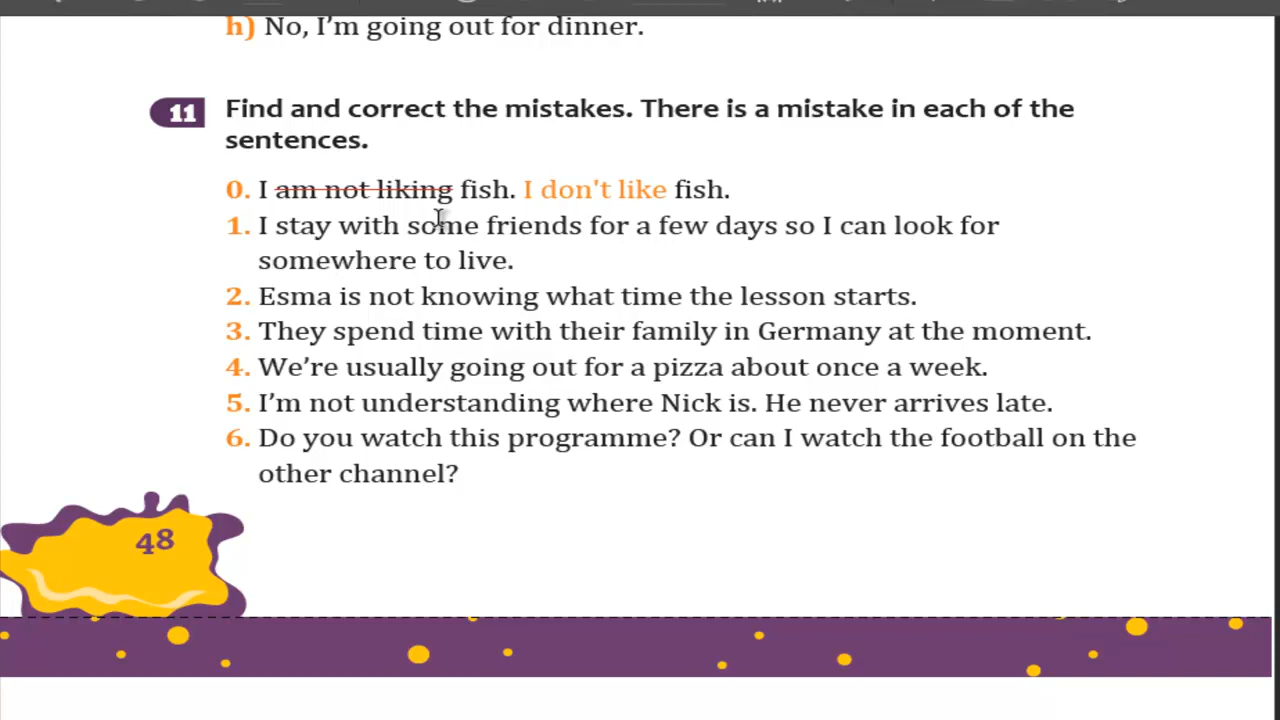 h) No, I'm going out for dinner.
11 Find and correct the mistakes. There is a mistake in each of the
sentences.
0. I am not liking fish. I don't like fish.
1. I stay with some friends for a few days so I can look for
somewhere to live.
2. Esma is not knowing what time the lesson starts.
3. They spend time with their family in Germany at the moment.
4. We're usually going out for a pizza about once a week.
5. I'm not understanding where Nick is. He never arrives late.
6. Do you watch this programme? Or can I watch the football on the
other channel?
48